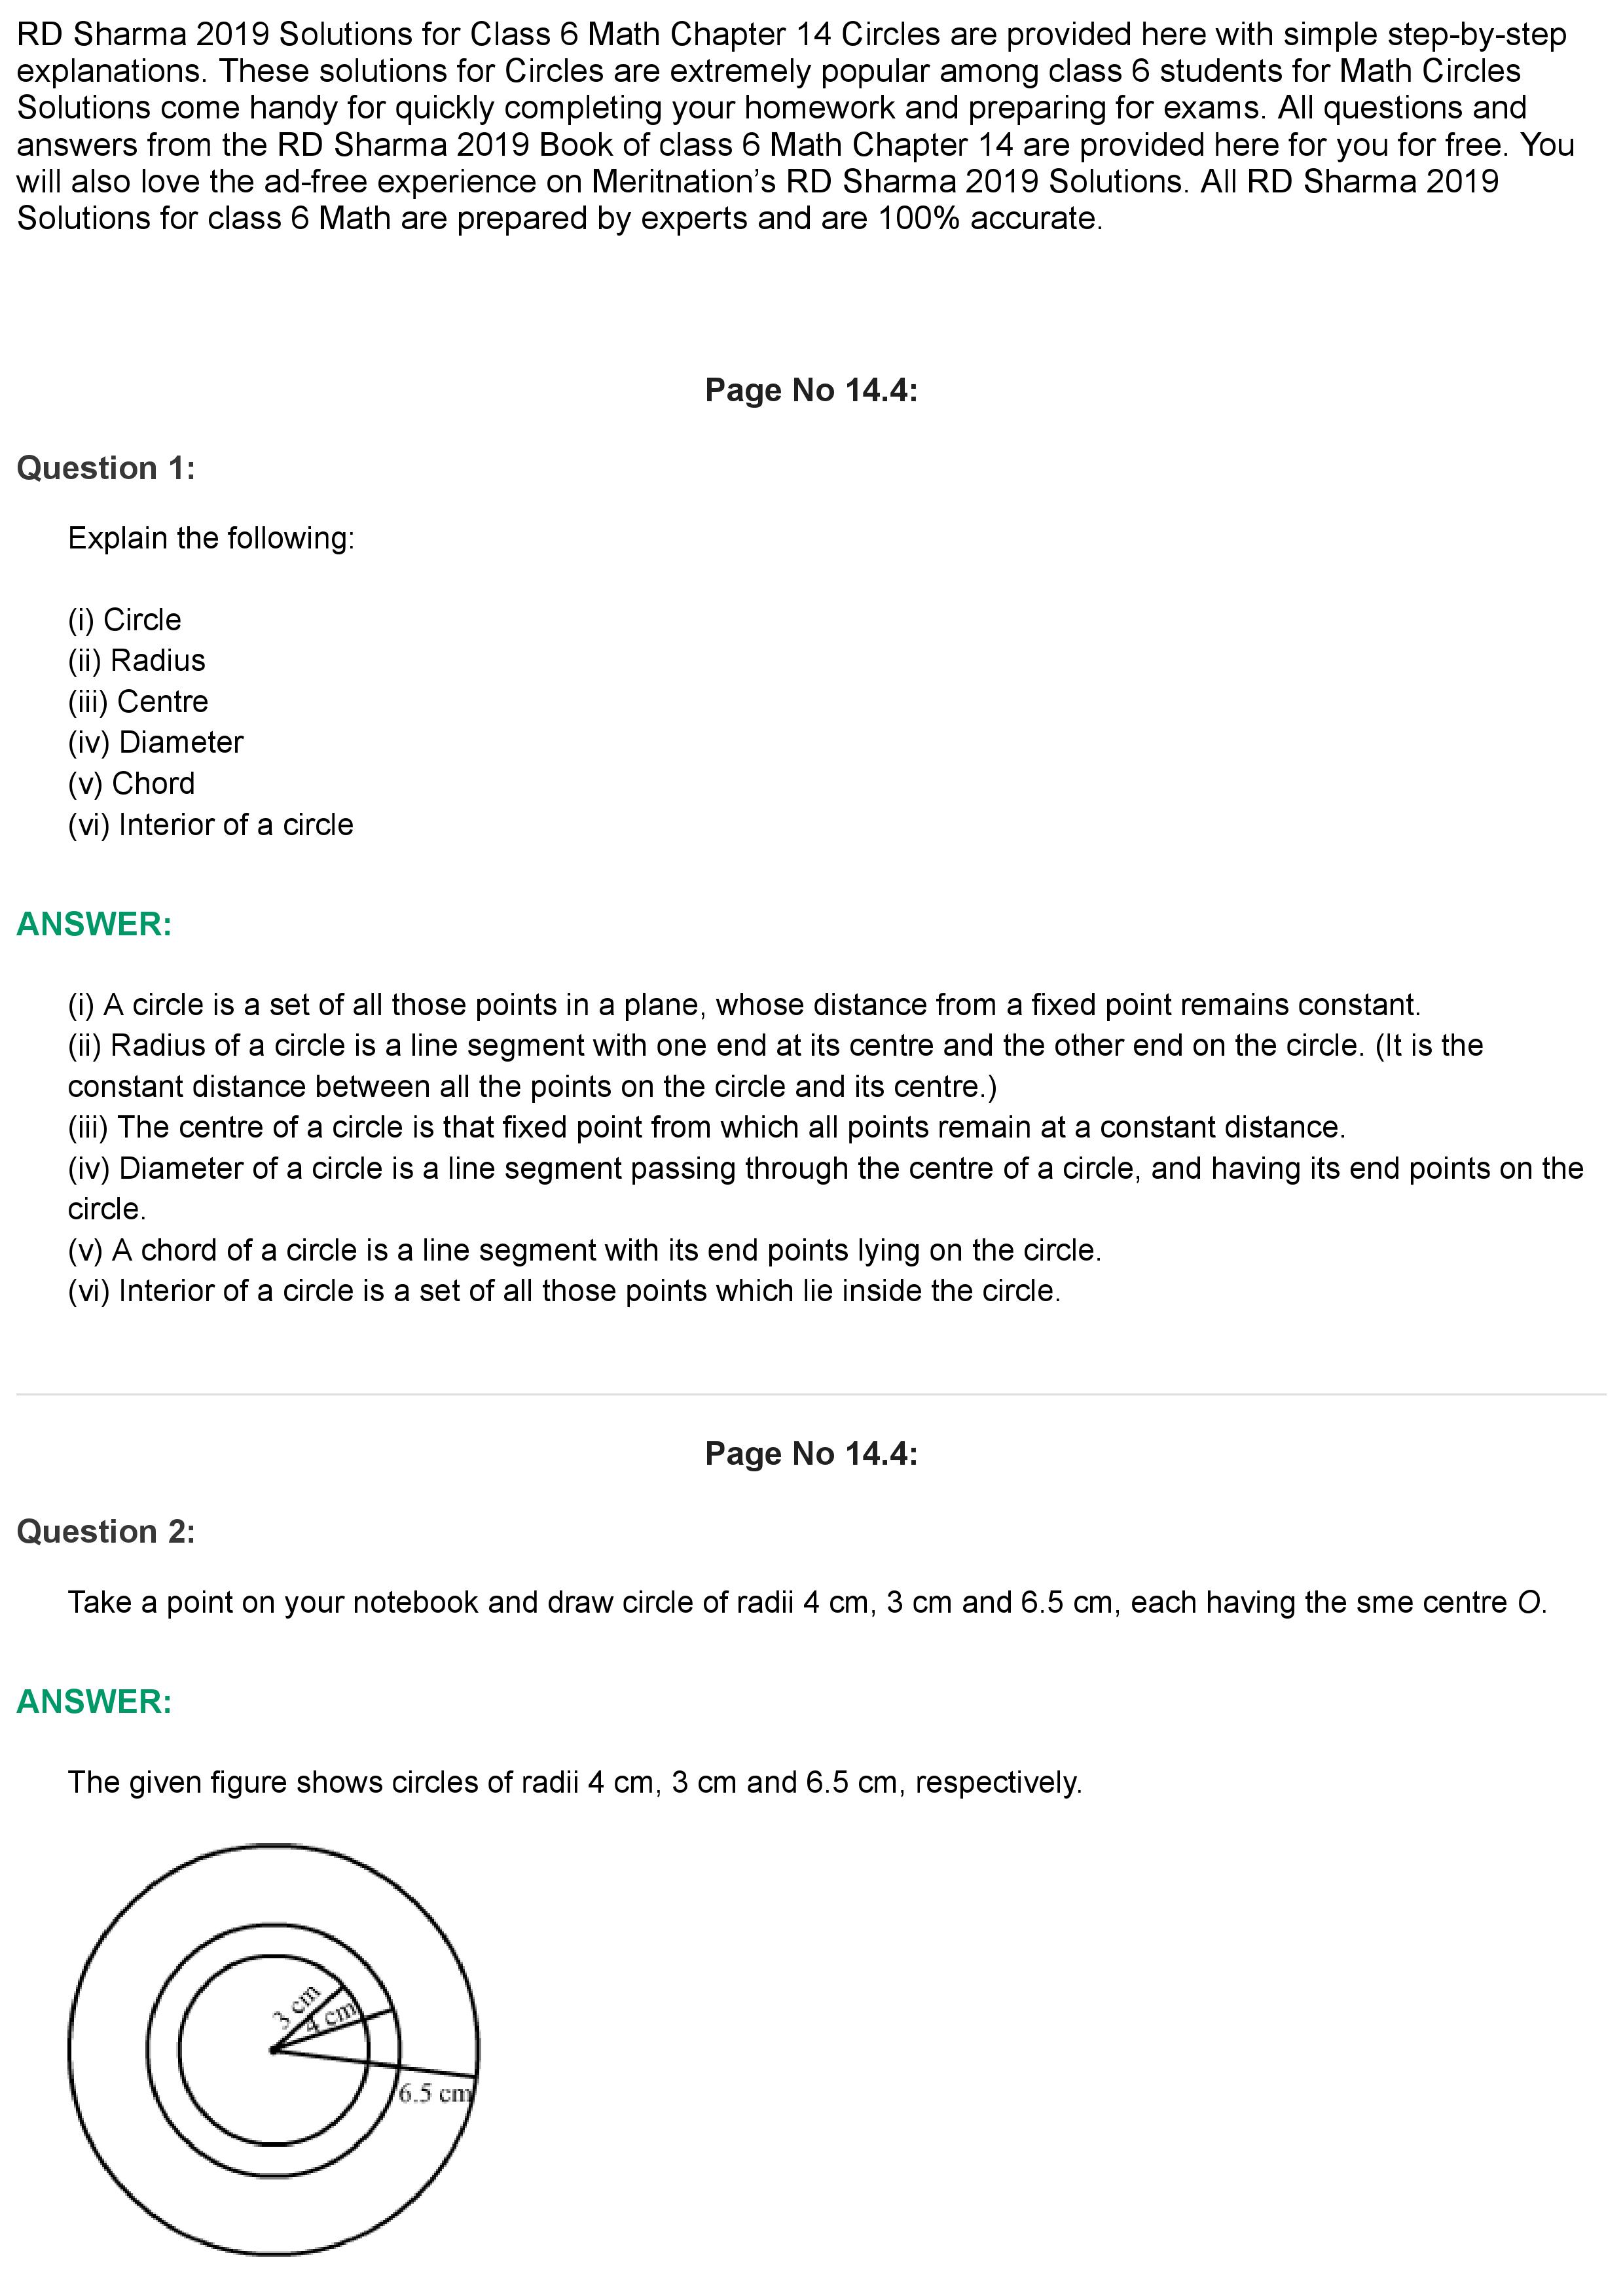 RD Sharma 2019 Solutions for Class 6 Math Chapter 14 Circles are provided here with simple step-by-step
explanations. These solutions for Circles are extremely popular among class 6 students for Math Circles
Solutions come handy for quickly completing your homework and preparing for exams. All questions and
answers from the RD Sharma 2019 Book of class 6 Math Chapter 14 are provided here for you for free. You
will also love the ad-free experience on Meritnation’s RD Sharma 2019 Solutions. All RD Sharma 2019
Solutions for class 6 Math are prepared by experts and are 100% accurate.
Page No 14.4:
Question 1:
Explain the following:
(i) Circle
(ii) Radius
(iii) Centre
(iv) Diameter
(v) Chord
(vi) Interior of a circle
ANSWER:
(i) A circle is a set of all those points in a plane, whose distance from a fixed point remains constant.
(ii) Radius of a circle is a line segment with one end at its centre and the other end on the circle. (It is the
constant distance between all the points on the circle and its centre.)
(iii) The centre of a circle is that fixed point from which all points remain at a constant distance.
(iv) Diameter of a circle is a line segment passing through the centre of a circle, and having its end points on the
circle.
(v) A chord of a circle is a line segment with its end points lying on the circle.
(vi) Interior of a circle is a set of all those points which lie inside the circle.
Page No 14.4:
Question 2:
Take a point on your notebook and draw circle of radii 4 cm, 3 cm and 6.5 cm, each having the sme centre O.
ANSWER:
The given figure shows circles of radii 4 cm, 3 cm and 6.5 cm, respectively.
3 cm
4 cm
6.5 cm